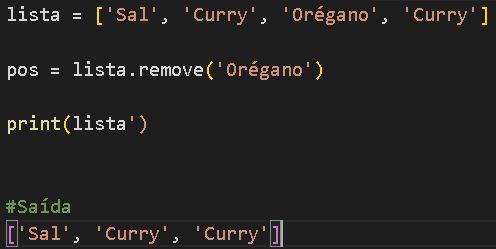 lista = ['Sal', 'Curry', 'Orégano', 'Curry']
pos = lista.remove('Orégano')
print(lista')
#Saída
['Sal', 'Curry, 'Curry']